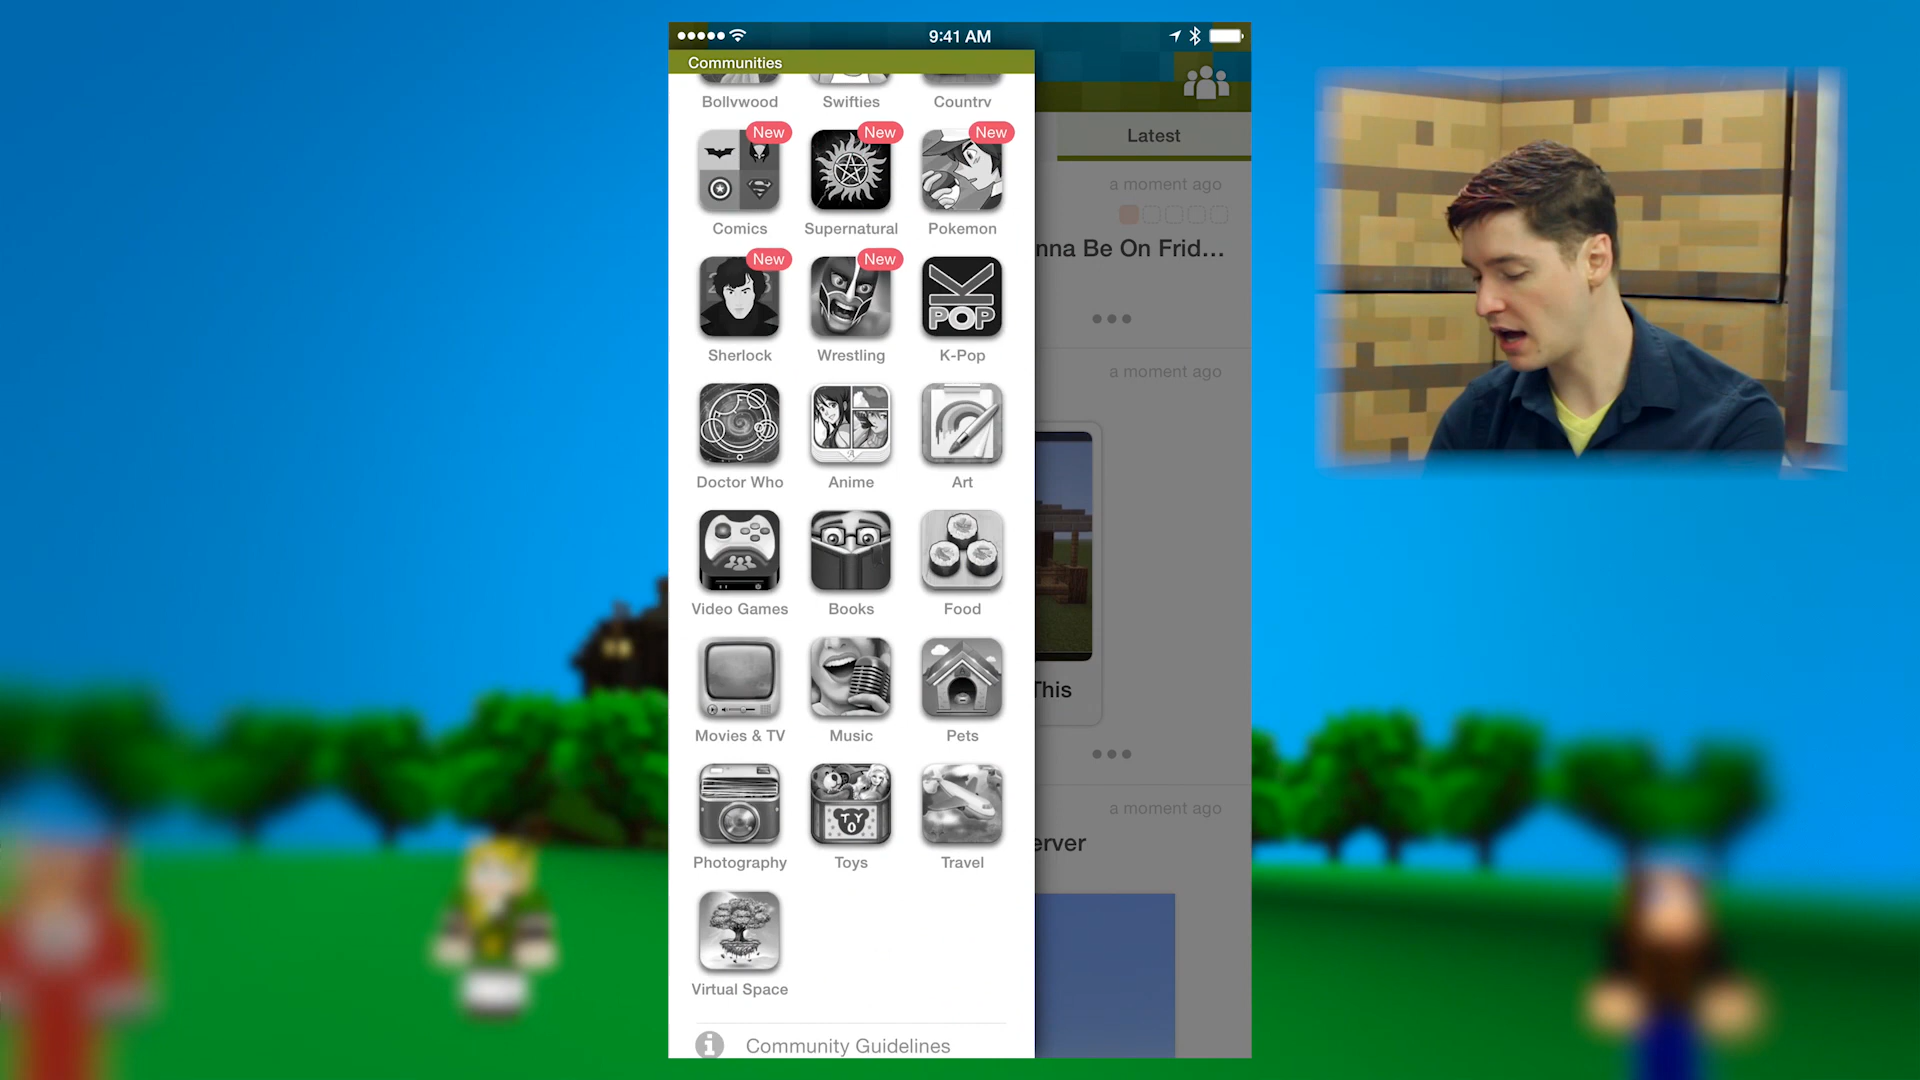 9:41 AM
Communities
Bollywood Swifties Country
Latest
New New New
a moment ago
Comics Supernatural Pokemon
nna Be On Frid...
New New
POP
Sherlock Wrestling K-Pop
a moment ago
Doctor Who Anime Art
Video Games Books Food
This
Movies & TV Music Pets
a moment ago
TOY
erver
Photography Toys Travel
Virtual Space
Community Guidelines